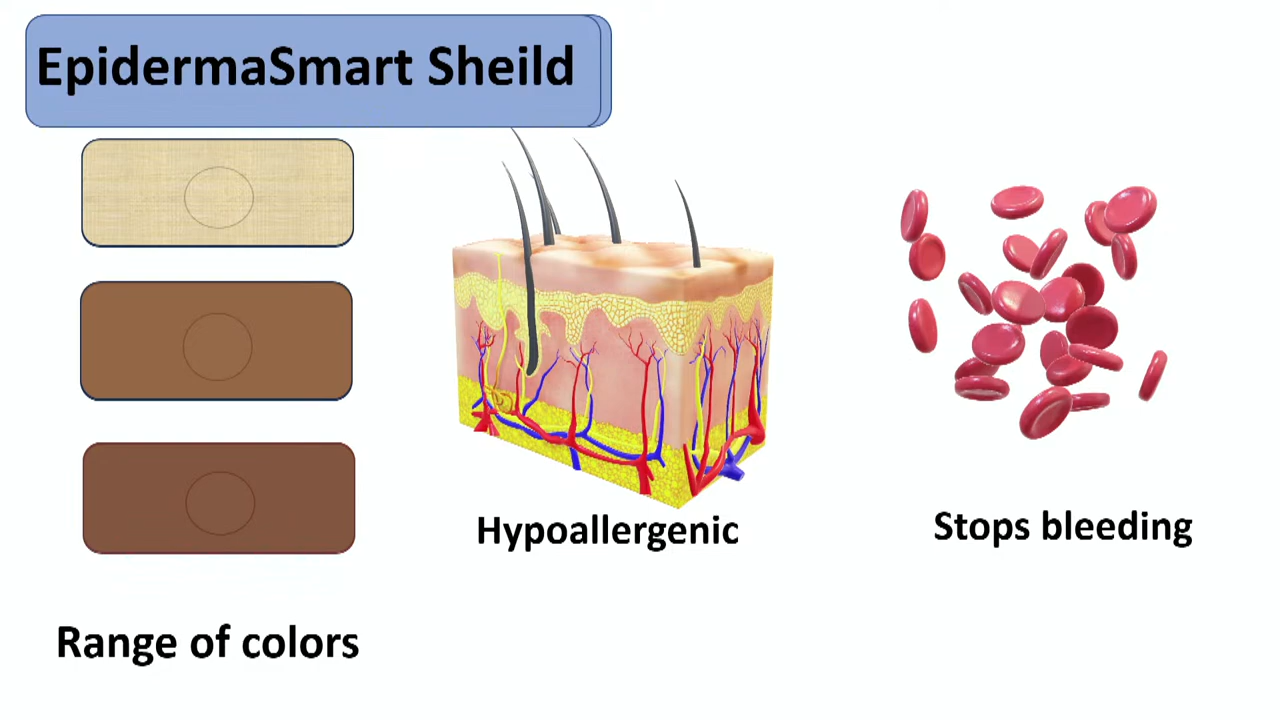 EpidermaSmart Sheild
Hypoallergenic
Stops bleeding
Range of colors